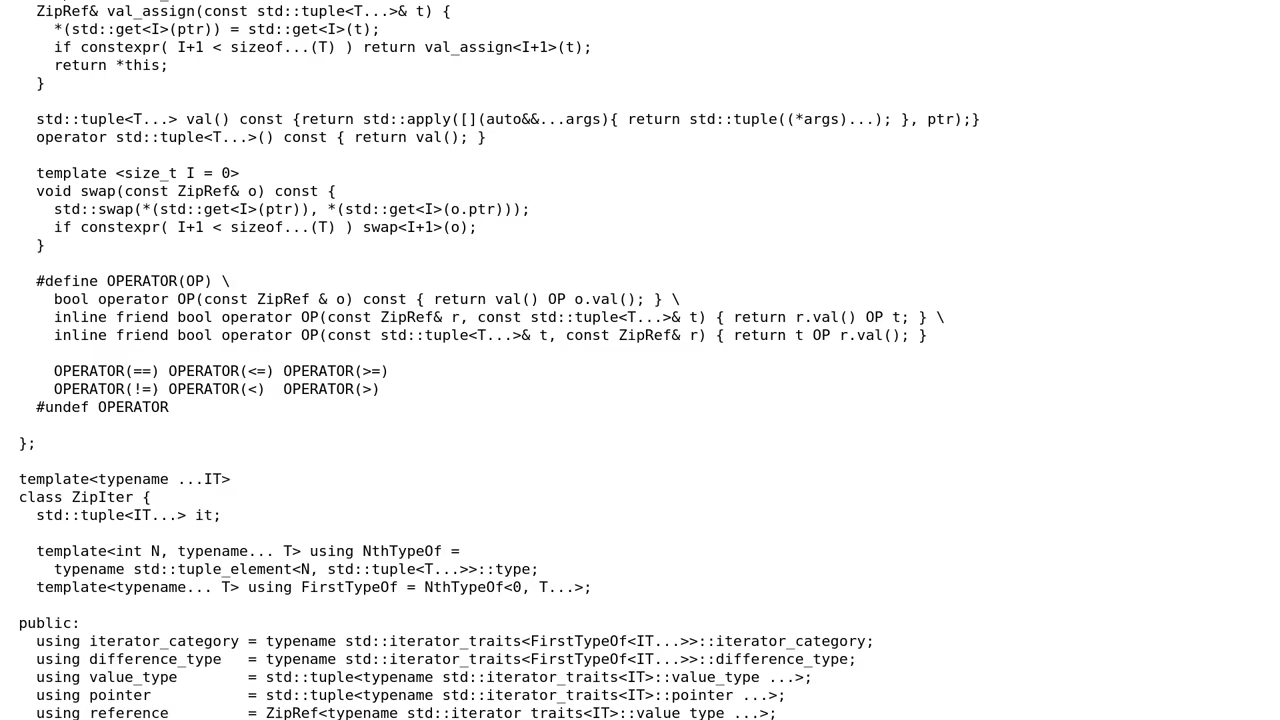 ZipRef& val_assign(const std::tuple<T...>& t) {
*(std::get<I>(ptr)) = std::get<I>(t);
if constexpr( I+1 < sizeof...(T) ) return val_assign<I+1>(t);
return *this;
}
std::tuple<T...> val() const {return std::apply([](auto&&...args){ return std::tuple((*args)...); }, ptr);}
operator std::tuple<T...>() const { return val(); }
template <size_t I = 0>
void swap(const ZipRef& o) const {
std::swap(*(std::get<I>(ptr)), *(std::get<I>(o.ptr)));
if constexpr( I+1 < sizeof...(T) ) swap<I+1>(o);
}
#define OPERATOR(OP) \
bool operator OP(const ZipRef & o) const { return val() OP o.val(); } \
inline friend bool operator OP(const ZipRef& r, const std::tuple<T...>& t) { return r.val() OP t; } \
inline friend bool operator OP(const std::tuple<T...>& t, const ZipRef& r) { return t OP r.val(); }
OPERATOR(==) OPERATOR(<=) OPERATOR(>=)
OPERATOR(!=) OPERATOR(<)  OPERATOR(>)
#undef OPERATOR
};
template<typename ...IT>
class ZipIter {
std::tuple<IT...> it;
template<int N, typename... T> using NthTypeOf =
typename std::tuple_element<N, std::tuple<T...>>::type;
template<typename... T> using FirstTypeOf = NthTypeOf<0, T...>;
public:
using iterator_category = typename std::iterator_traits<FirstTypeOf<IT...>>::iterator_category;
using difference_type   = typename std::iterator_traits<FirstTypeOf<IT...>>::difference_type;
using value_type        = std::tuple<typename std::iterator_traits<IT>::value_type ...>;
using pointer           = std::tuple<typename std::iterator_traits<IT>::pointer ...>;
using reference         = ZipRef<typename std::iterator_traits<IT>::value_type ...>;